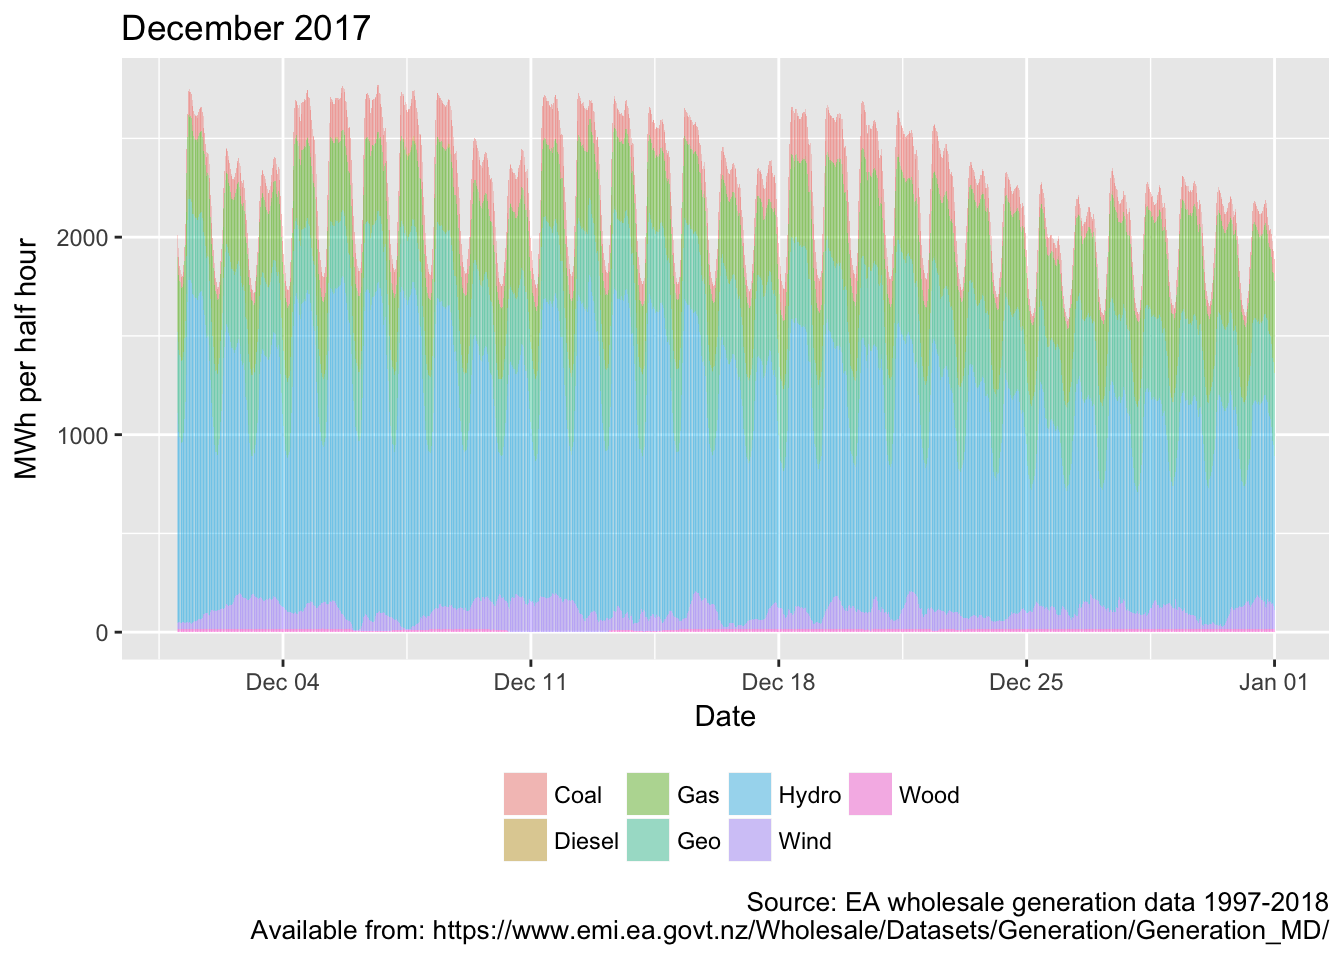 December 2017
MWh per half hour
2000
1000
0
Dec 04 Dec 11 Dec 18 Dec 25 Jan 01
Date
Coal Gas Hydro Wood
Diesel Geo Wind
Source: EA wholesale generation data 1997-2018
Available from: https://www.emi.ea.govt.nz/Wholesale/Datasets/Generation/Generation_MD/